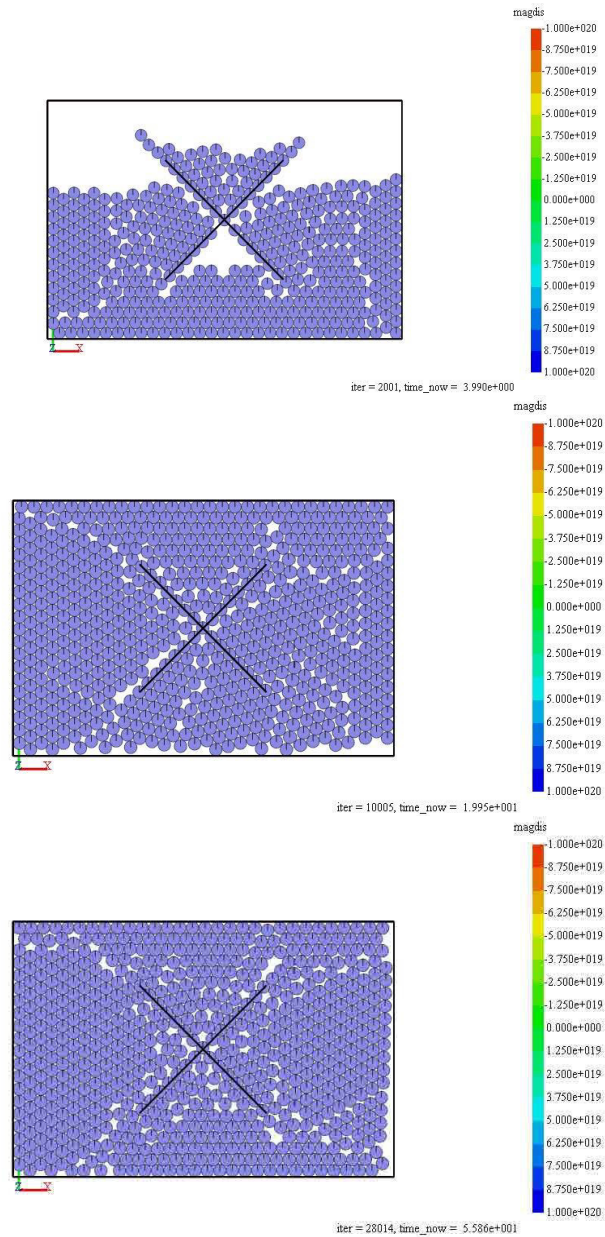 magdis
-1.000e+020
-8.750e+019
-7.500e+019
-6.250e+019
-5.000e+019
-3.750e+019
-2.500e+019
-1.250e+019
0.000e+000
1.250e+019
2.500e+019
3.750e+019
5.000e+019
6.250e+019
7.500e+019
8.750e+019
1.000e+020
Z X
iter = 2001, time_now = 3.990e+000
magdis
-1.000e+020
-8.750e+019
-7.500e+019
-6.250e+019
-5.000e+019
-3.750e+019
-2.500e+019
-1.250e+019
0.000e+000
1.250e+019
2.500e+019
3.750e+019
5.000e+019
6.250e+019
7.500e+019
8.750e+019
1.000e+020
Z X
iter = 10005, time_now = 1.995e+001
magdis
-1.000e+020
-8.750e+019
-7.500e+019
-6.250e+019
-5.000e+019
-3.750e+019
-2.500e+019
-1.250e+019
0.000e+000
1.250e+019
2.500e+019
3.750e+019
5.000e+019
6.250e+019
7.500e+019
8.750e+019
1.000e+020
Z X
iter = 28014, time_now = 5.586e+001